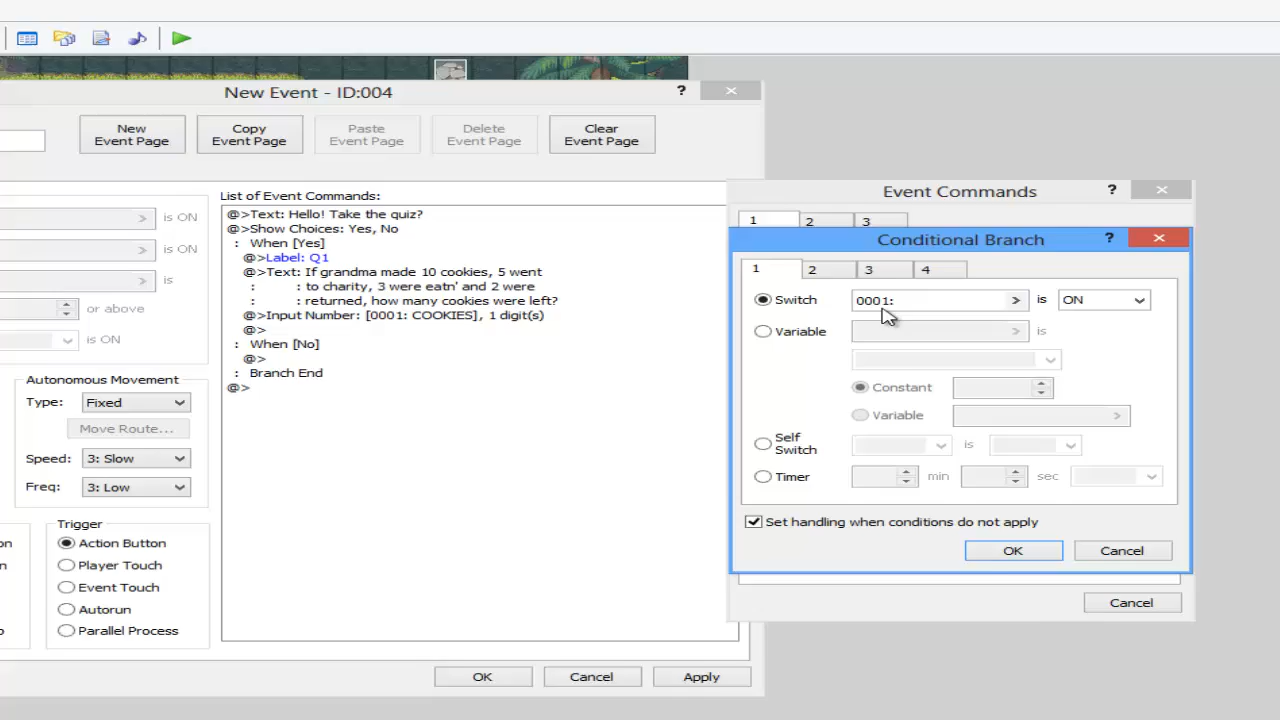 New Event - ID:004
?
New
Event Page
Copy
Event Page
Paste
Event Page
Delete
Event Page
Clear
Event Page
List of Event Commands:
is ON
is ON
is
or above
is ON
@>Text: Hello! Take the quiz?
@>Show Choices: Yes, No
: When [Yes]
@>Label: Q1
@>Text: If grandma made 10 cookies, 5 went
: : to charity, 3 were eatn' and 2 were
: : returned, how many cookies were left?
@>Input Number: [0001: COOKIES], 1 digit(s)
@>
: When [No]
@>
: Branch End
@>
Autonomous Movement
Type: Fixed
Move Route...
Speed: 3: Slow
Freq: 3: Low
Trigger
Action Button
Player Touch
Event Touch
Autorun
Parallel Process
OK
Cancel
Apply
Event Commands
?
1
2
3
Conditional Branch
?
1
2
3
4
Switch
0001:
is
ON
Variable
is
Constant
Variable
Self
Switch
is
Timer
min
sec
Set handling when conditions do not apply
OK
Cancel
Cancel